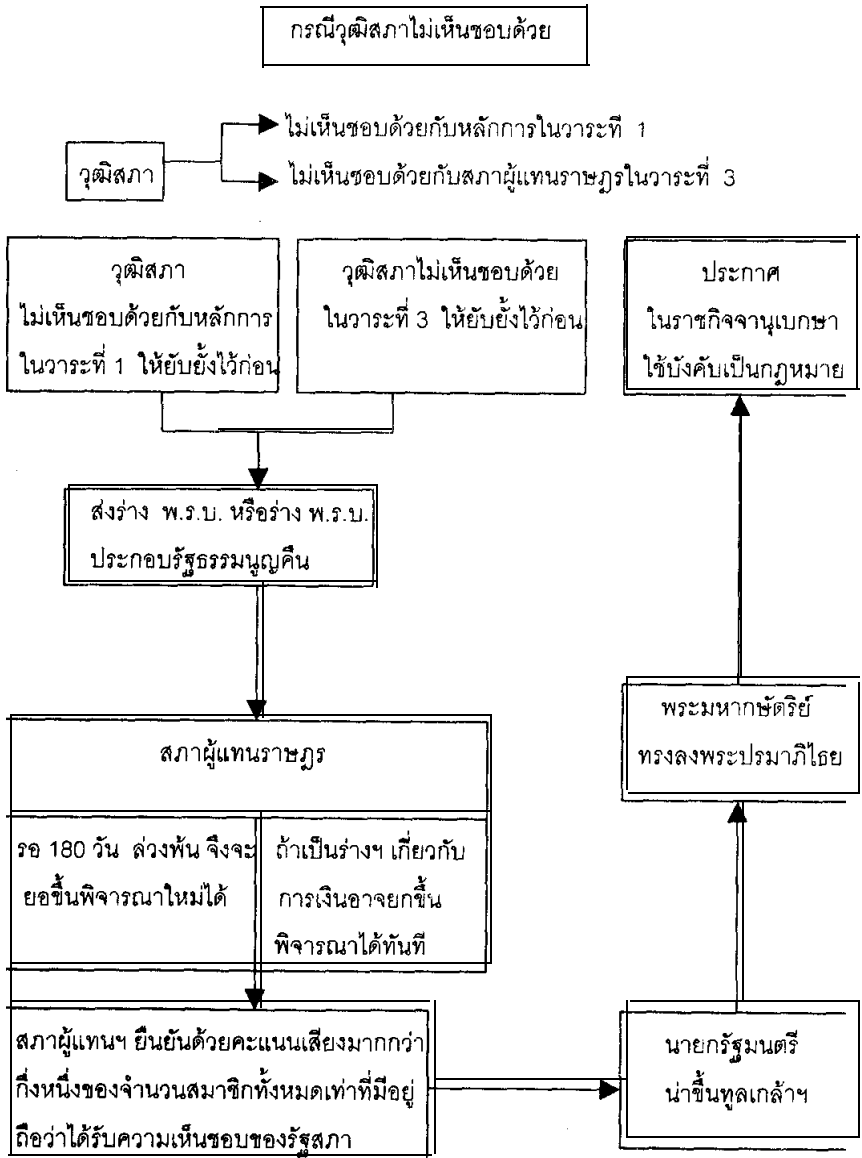 กรณีวุฒิสภาไม่เห็นชอบด้วย
ไม่เห็นชอบด้วยกับหลักการในวาระที่ 1
วุฒิสภา
ไม่เห็นชอบด้วยกับสภาผู้แทนราษฎรในวาระที่ 3
วุฒิสภา
ไม่เห็นชอบด้วยกับหลักการ
ในวาระที่ 1 ให้ยับยั้งไว้ก่อน
วุฒิสภาไม่เห็นชอบด้วย
ในวาระที่ 3 ให้ยับยั้งไว้ก่อน
ส่งร่าง พ.ร.บ. หรือร่าง พ.ร.บ.
ประกอบรัฐธรรมนูญคืน
สภาผู้แทนราษฎร
รอ 180 วัน ล่วงพ้น จึงจะ
ยอขึ้นพิจารณาใหม่ได้
ถ้าเป็นร่างฯ เกี่ยวกับ
การเงินอาจยกขึ้น
พิจารณาได้ทันที
สภาผู้แทนฯ ยืนยันด้วยคะแนนเสียงมากกว่า
กึ่งหนึ่งของจำนวนสมาชิกทั้งหมดเท่าที่มีอยู่
ถือว่าได้รับความเห็นชอบของรัฐสภา
นายกรัฐมนตรี
นำขึ้นทูลเกล้าฯ
พระมหากษัตริย์
ทรงลงพระปรมาภิไธย
ประกาศ
ในราชกิจจานุเบกษา
ใช้บังคับเป็นกฎหมาย